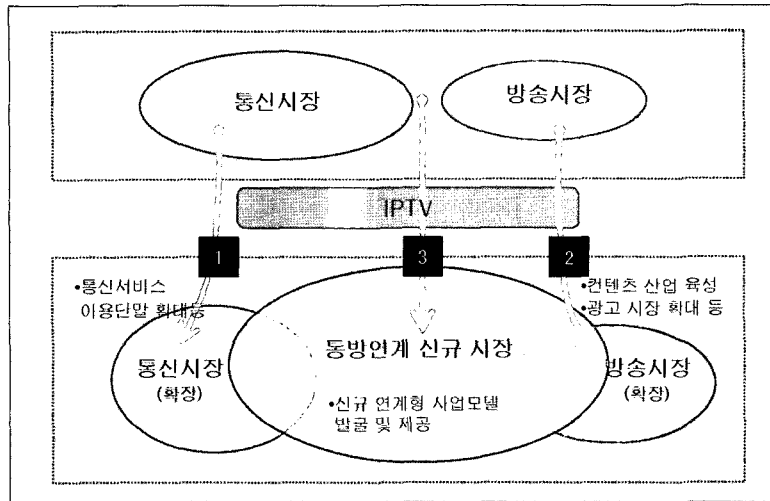 통신시장
방송시장
IPTV
1
3
2
•통신서비스
이용단말 확대등
•컨텐츠 산업 육성
•광고 시장 확대 등
통신시장
(확장)
통방연계 신규 시장
•신규 연계형 사업모델
발굴 및 제공
방송시장
(확장)